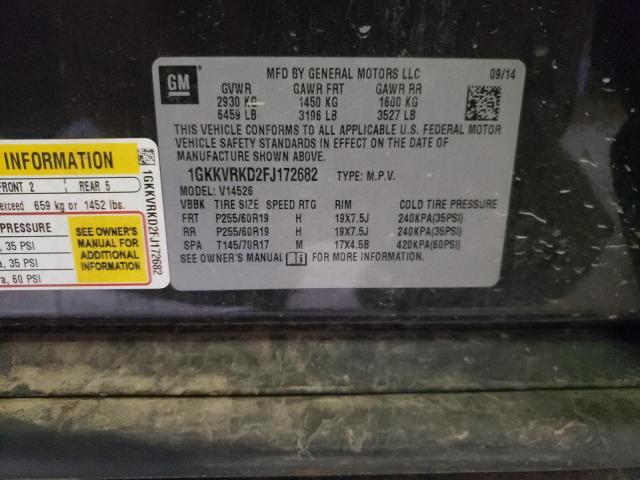 GM
MFD BY GENERAL MOTORS LLC 09/14
GVWR GAWR FRT GAWR RR
2930 KG 1450 KG 1600 KG
6459 LB 3196 LB 3527 LB
THIS VEHICLE CONFORMS TO ALL APPLICABLE U.S. FEDERAL MOTOR
VEHICLE SAFETY STANDARDS IN EFFECT ON THE DATE OF
MANUFACTURE SHOWN ABOVE.
1GKKVRKD2FJ172682 TYPE: M.P.V.
MODEL: V14526
VBBK TIRE SIZE SPEED RTG RIM COLD TIRE PRESSURE
FRT P255/60R19 H 19X7.5J 240KPA(35PSI)
RR P255/60R19 H 19X7.5J 240KPA(35PSI)
SPA T145/70R17 M 17X4.5B 420KPA(60PSI)
SEE OWNER'S MANUAL FOR MORE INFORMATION.
INFORMATION
FRONT 2 REAR 5
exceed 659 kg or 1452 lbs.
PRESSURE
, 35 PSI
a, 35 PSI
a, 60 PSI
SEE OWNER'S
MANUAL FOR
ADDITIONAL
INFORMATION
1GKKVRKD2FJ172682